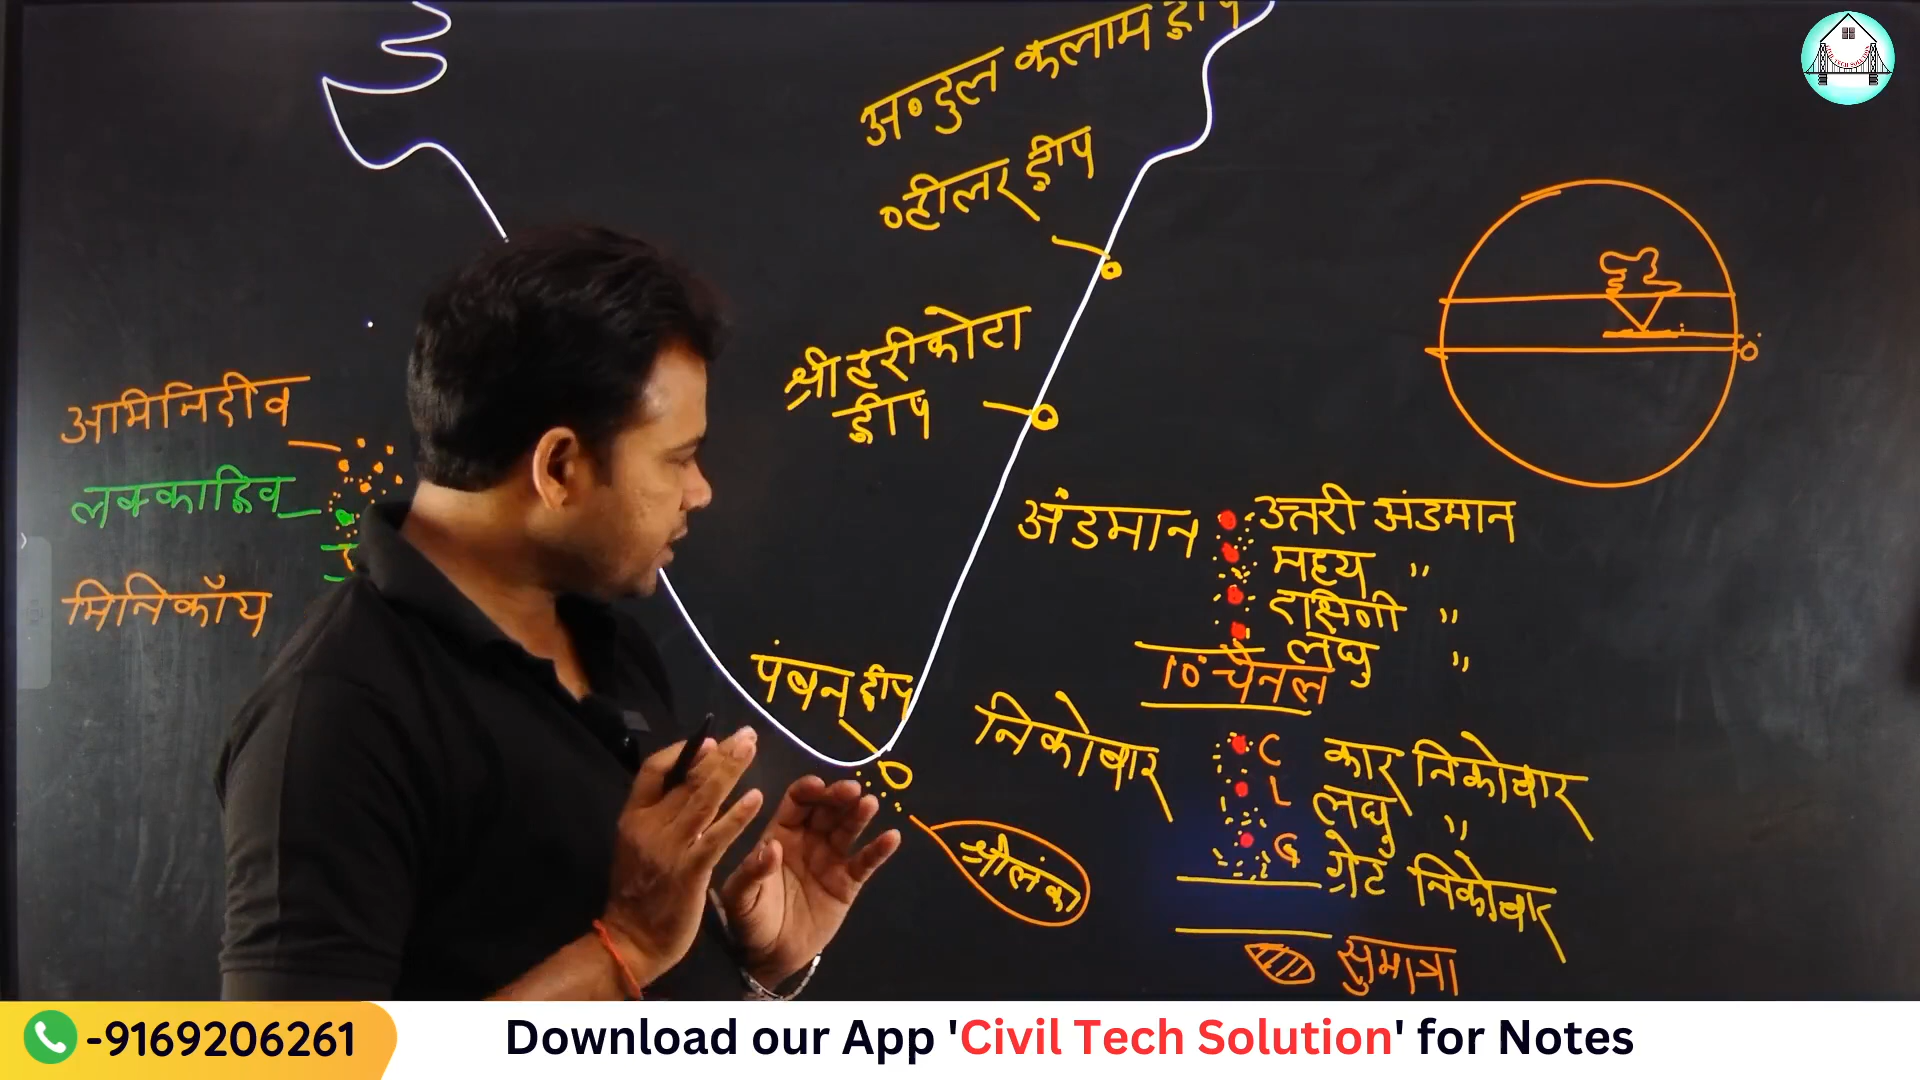 अब्दुल कलाम द्वीप
व्हीलर द्वीप
श्रीहरीकोटा
द्वीप
अमिनिदीव
लक्काद्विव
मिनिकॉय
पंबन द्वीप
श्रीलंका
अंडमान
उत्तरी अंडमान
मध्य "
दक्षिणी "
लघु "
10° चैनल
निकोबार
C कार निकोबार
L लघु "
G ग्रेट निकोबार
सुमात्रा
-9169206261
Download our App 'Civil Tech Solution' for Notes